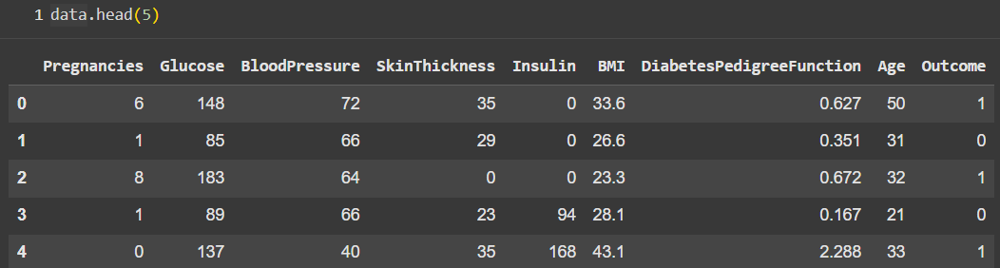 1 data.head(5)
Pregnancies Glucose BloodPressure SkinThickness Insulin BMI DiabetesPedigreeFunction Age Outcome
0 6 148 72 35 0 33.6 0.627 50 1
1 1 85 66 29 0 26.6 0.351 31 0
2 8 183 64 0 0 23.3 0.672 32 1
3 1 89 66 23 94 28.1 0.167 21 0
4 0 137 40 35 168 43.1 2.288 33 1